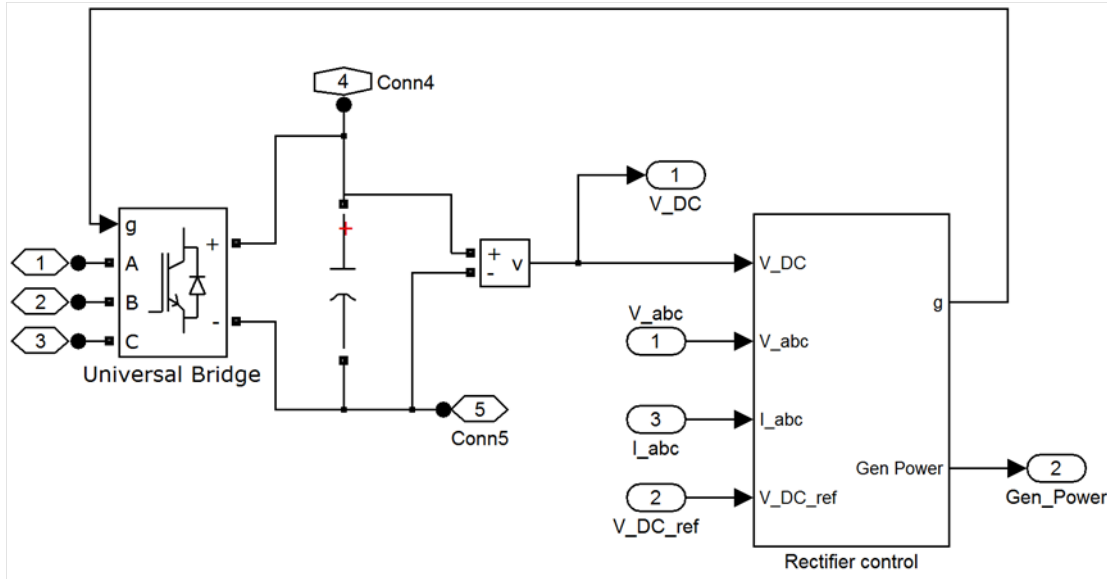 4
Conn4
1
V_DC
g
+
1
A
+
-
v
V_DC
2
B
-
g
3
C
V_abc
1
V_abc
Universal Bridge
5
Conn5
3
I_abc
I_abc
Gen Power
2
Gen_Power
2
V_DC_ref
V_DC_ref
Rectifier control
+